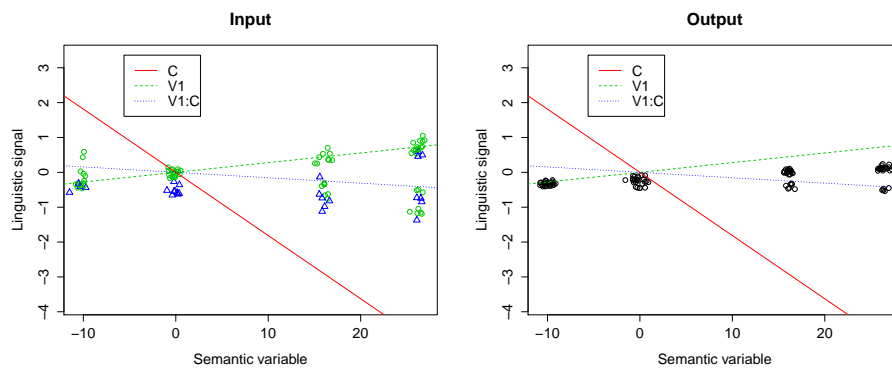 Input
Linguistic signal
3
2
1
0
−1
−2
−3
−4
C
V1
V1:C
−10
0
10
20
Semantic variable
Output
Linguistic signal
3
2
1
0
−1
−2
−3
−4
C
V1
V1:C
−10
0
10
20
Semantic variable